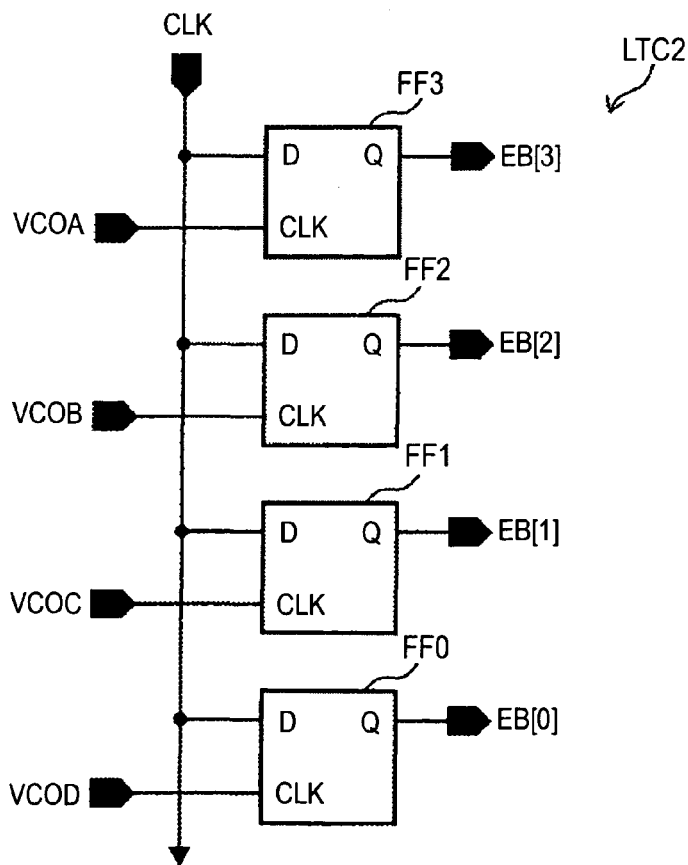 CLK
LTC2
FF3
D Q EB[3]
VCOA CLK
FF2
D Q EB[2]
VCOB CLK
FF1
D Q EB[1]
VCOC CLK
FF0
D Q EB[0]
VCOD CLK